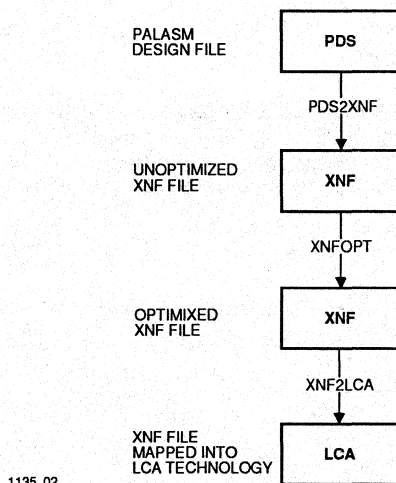 PALASM
DESIGN FILE
PDS
PDS2XNF
UNOPTIMIZED
XNF FILE
XNF
XNFOPT
OPTIMIXED
XNF FILE
XNF
XNF2LCA
XNF FILE
MAPPED INTO
LCA TECHNOLOGY
LCA
1135 02